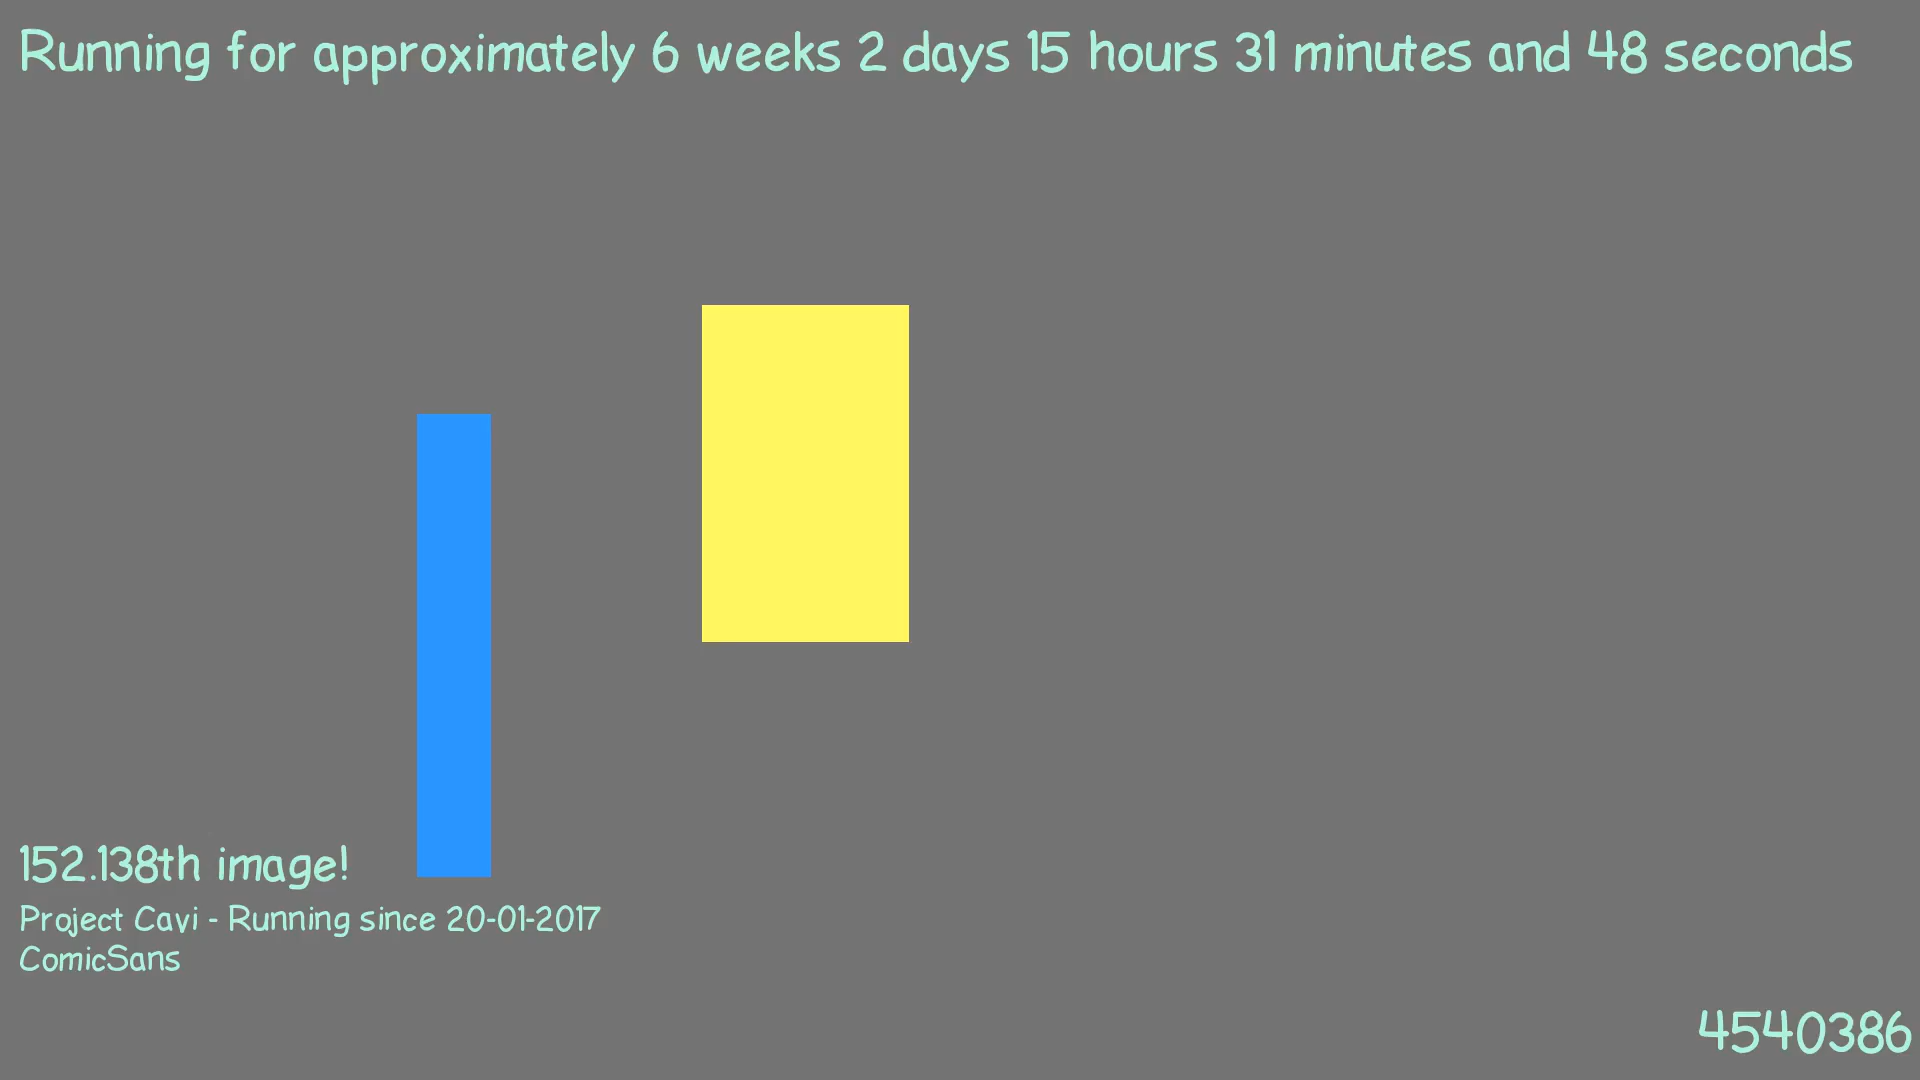 Running for approximately 6 weeks 2 days 15 hours 31 minutes and 48 seconds
152.138th image!
Project Cavi - Running since 20-01-2017
ComicSans
4540386